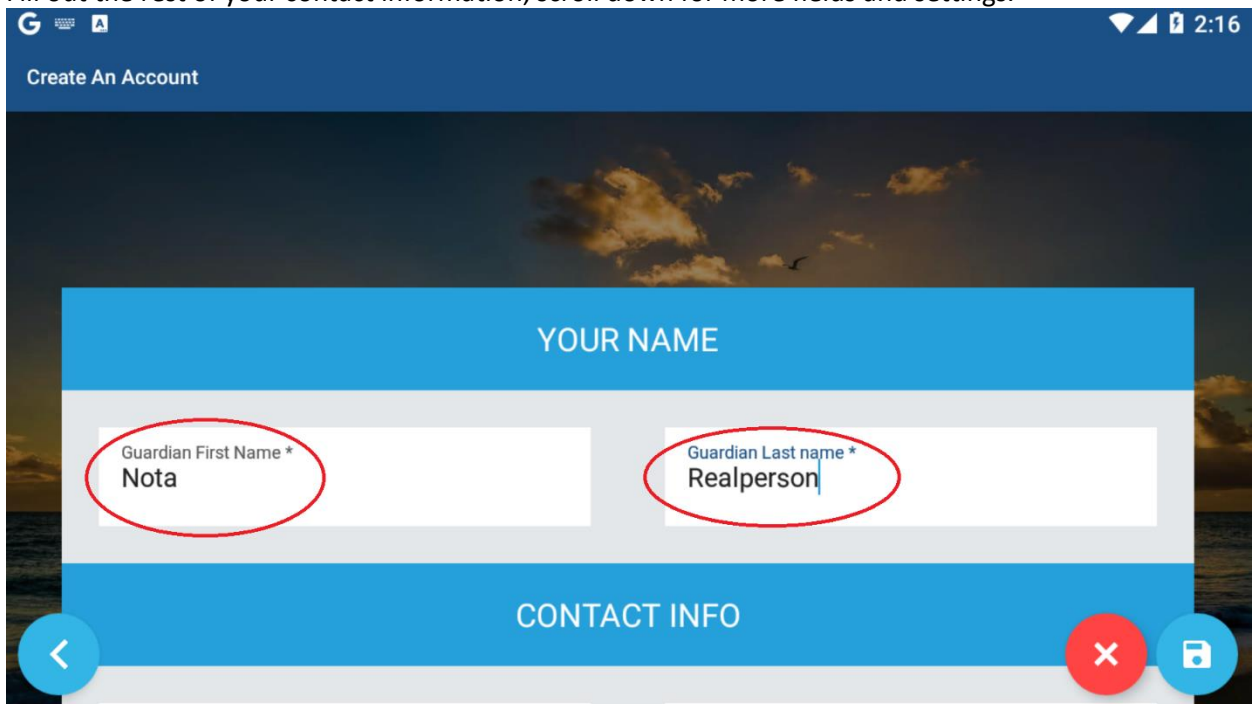 Fill out the rest of your contact information, scroll down for more fields and settings.
G A 2:16
Create An Account
YOUR NAME
Guardian First Name * Guardian Last name *
Nota Realperson
CONTACT INFO